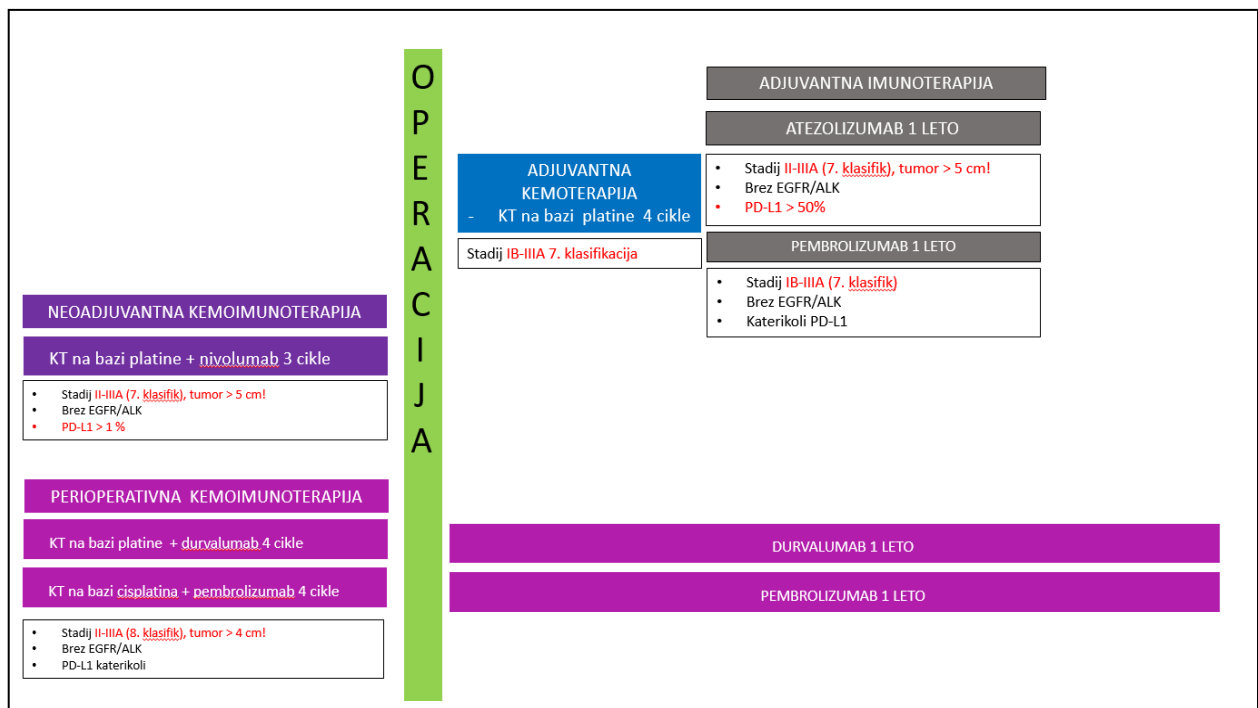 OPERACIJA
ADJUVANTNA IMUNOTERAPIJA
ATEZOLIZUMAB 1 LETO
ADJUVANTNA
KEMOTERAPIJA
- KT na bazi platine 4 cikle
Stadij IB-IIIA 7. klasifikacija
• Stadij II-IIIA (7. klasifik), tumor > 5 cm!
• Brez EGFR/ALK
• PD-L1 > 50%
PEMBROLIZUMAB 1 LETO
• Stadij IB-IIIA (7. klasifik)
• Brez EGFR/ALK
• Katerikoli PD-L1
NEOADJUVANTNA KEMOIMUNOTERAPIJA
KT na bazi platine + nivolumab 3 cikle
• Stadij II-IIIA (7. klasifik), tumor > 5 cm!
• Brez EGFR/ALK
• PD-L1 > 1 %
PERIOPERATIVNA KEMOIMUNOTERAPIJA
KT na bazi platine + durvalumab 4 cikle
DURVALUMAB 1 LETO
KT na bazi cisplatina + pembrolizumab 4 cikle
PEMBROLIZUMAB 1 LETO
• Stadij II-IIIA (8. klasifik), tumor > 4 cm!
• Brez EGFR/ALK
• PD-L1 katerikoli